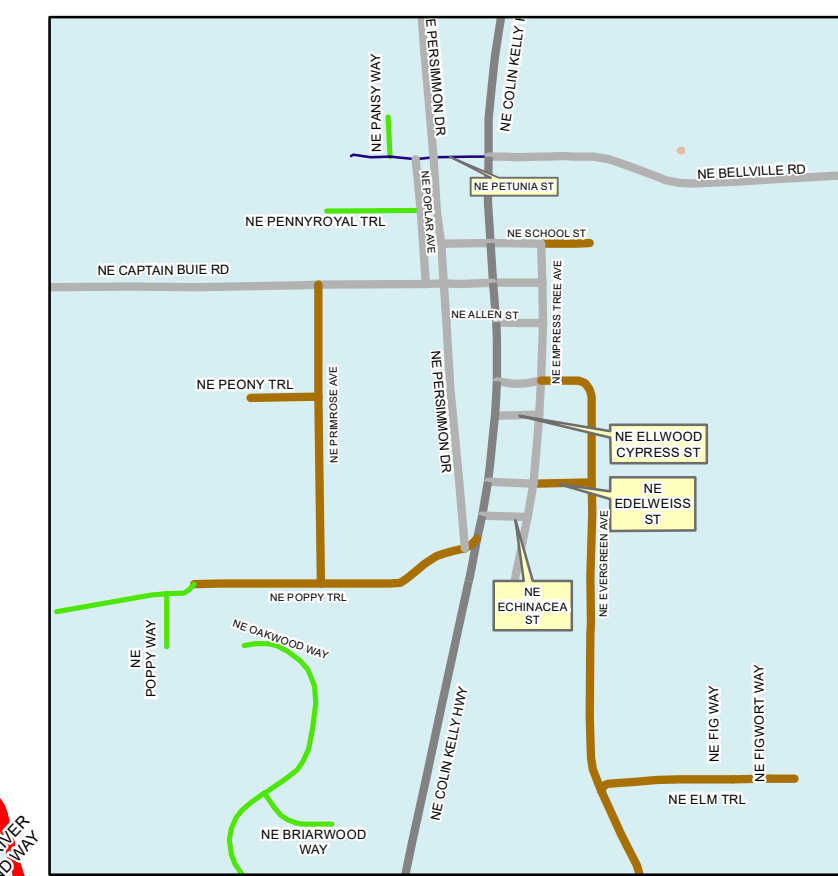 E PERSIMMON DR
NE COLIN KELLY
NE PANSY WAY
NE BELLVILLE RD
NE PETUNIA ST
NE POPLAR AVE
NE PENNYROYAL TRL
NE SCHOOL ST
NE CAPTAIN BUIE RD
NE EMPRESS TREE AVE
NE ALLEN ST
NE PERSIMMON DR
NE PEONY TRL
NE PRIMROSE AVE
NE ELLWOOD
CYPRESS ST
NE
EDELWEISS
ST
NE EVERGREEN AVE
NE
ECHINACEA
ST
NE POPPY TRL
NE
POPPY WAY
NE OAKWOOD WAY
NE COLIN KELLY HWY
NE FIG WAY
NE FIGWORT WAY
NE ELM TRL
NE BRIARWOOD
WAY
IVER
ND WAY